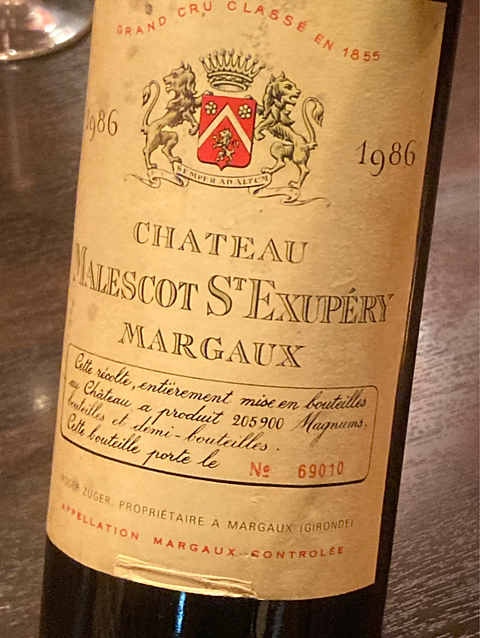 GRAND CRU CLASSÉ EN 1855
1986
1986
SEMPER AD ALTUM
CHATEAU
MALESCOT ST EXUPÉRY
MARGAUX
Cette récolte, entièrement mise en bouteilles
au Château a produit 205900 Magnums,
bouteilles et demi-bouteilles.
Cette bouteille porte le № 69010
ROGER ZUGER, PROPRIÉTAIRE A MARGAUX (GIRONDE)
APPELLATION MARGAUX CONTROLÉE